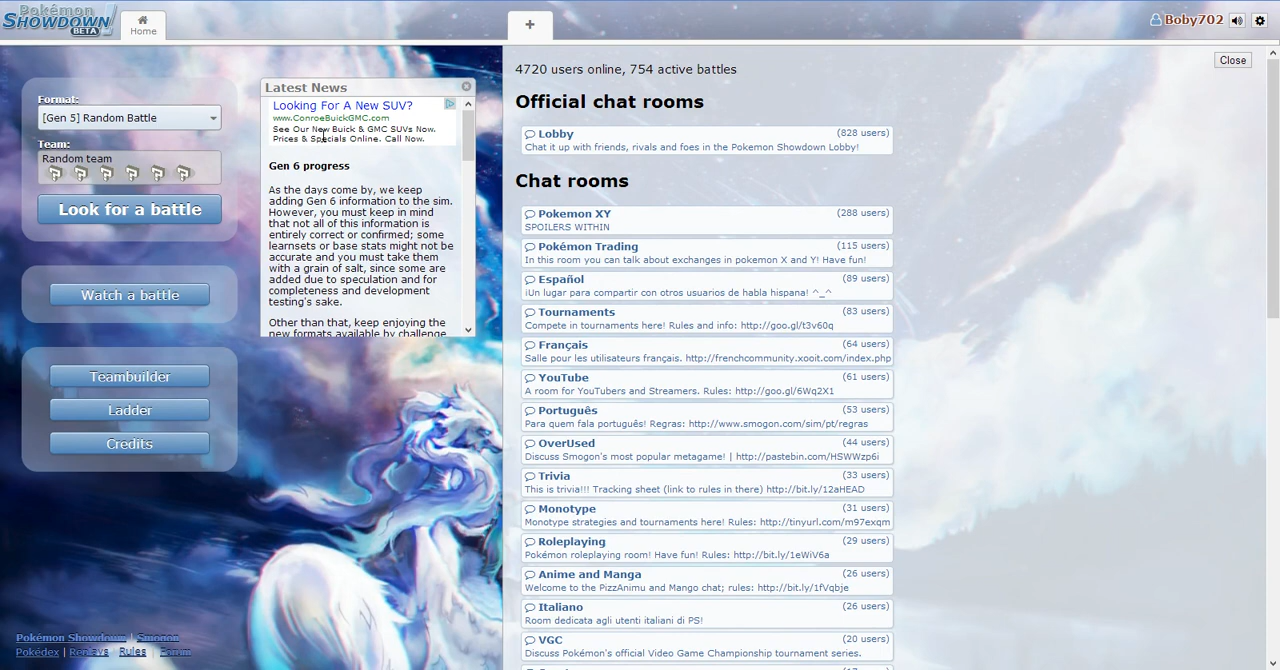 Pokémon
SHOWDOWN!
BETA
Home
+
Boby702
Format:
[Gen 5] Random Battle
Team:
Random team
Look for a battle
Watch a battle
Teambuilder
Ladder
Credits
Pokémon Showdown | Smogon
Pokédex | Replays | Rules | Forum
Latest News
Looking For A New SUV?
www.ConroeBuickGMC.com
See Our New Buick & GMC SUVs Now.
Prices & Specials Online. Call Now.
Gen 6 progress
As the days come by, we keep
adding Gen 6 information to the sim.
However, you must keep in mind
that not all of this information is
entirely correct or confirmed; some
learnsets or base stats might not be
accurate and you must take them
with a grain of salt, since some are
added due to speculation and for
completeness and development
testing's sake.
Other than that, keep enjoying the
new formats available by challenge
Close
4720 users online, 754 active battles
Official chat rooms
Lobby (828 users)
Chat it up with friends, rivals and foes in the Pokemon Showdown Lobby!
Chat rooms
Pokemon XY (288 users)
SPOILERS WITHIN
Pokémon Trading (115 users)
In this room you can talk about exchanges in pokemon X and Y! Have fun!
Español (89 users)
¡Un lugar para compartir con otros usuarios de habla hispana! ^_^
Tournaments (83 users)
Compete in tournaments here! Rules and info: http://goo.gl/t3v60q
Français (64 users)
Salle pour les utilisateurs français. http://frenchcommunity.xooit.com/index.php
YouTube (61 users)
A room for YouTubers and Streamers. Rules: http://goo.gl/6Wq2X1
Português (53 users)
Para quem fala português! Regras: http://www.smogon.com/sim/pt/regras
OverUsed (44 users)
Discuss Smogon's most popular metagame! | http://pastebin.com/HSWWzp6i
Trivia (33 users)
This is trivia!!! Tracking sheet (link to rules in there) http://bit.ly/12aHEAD
Monotype (31 users)
Monotype strategies and tournaments here! Rules: http://tinyurl.com/m97exqm
Roleplaying (29 users)
Pokémon roleplaying room! Have fun! Rules: http://bit.ly/1eWiV6a
Anime and Manga (26 users)
Welcome to the PizzAnimu and Mango chat; rules: http://bit.ly/1fVqbje
Italiano (26 users)
Room dedicata agli utenti italiani di PS!
VGC (20 users)
Discuss Pokémon's official Video Game Championship tournament series.